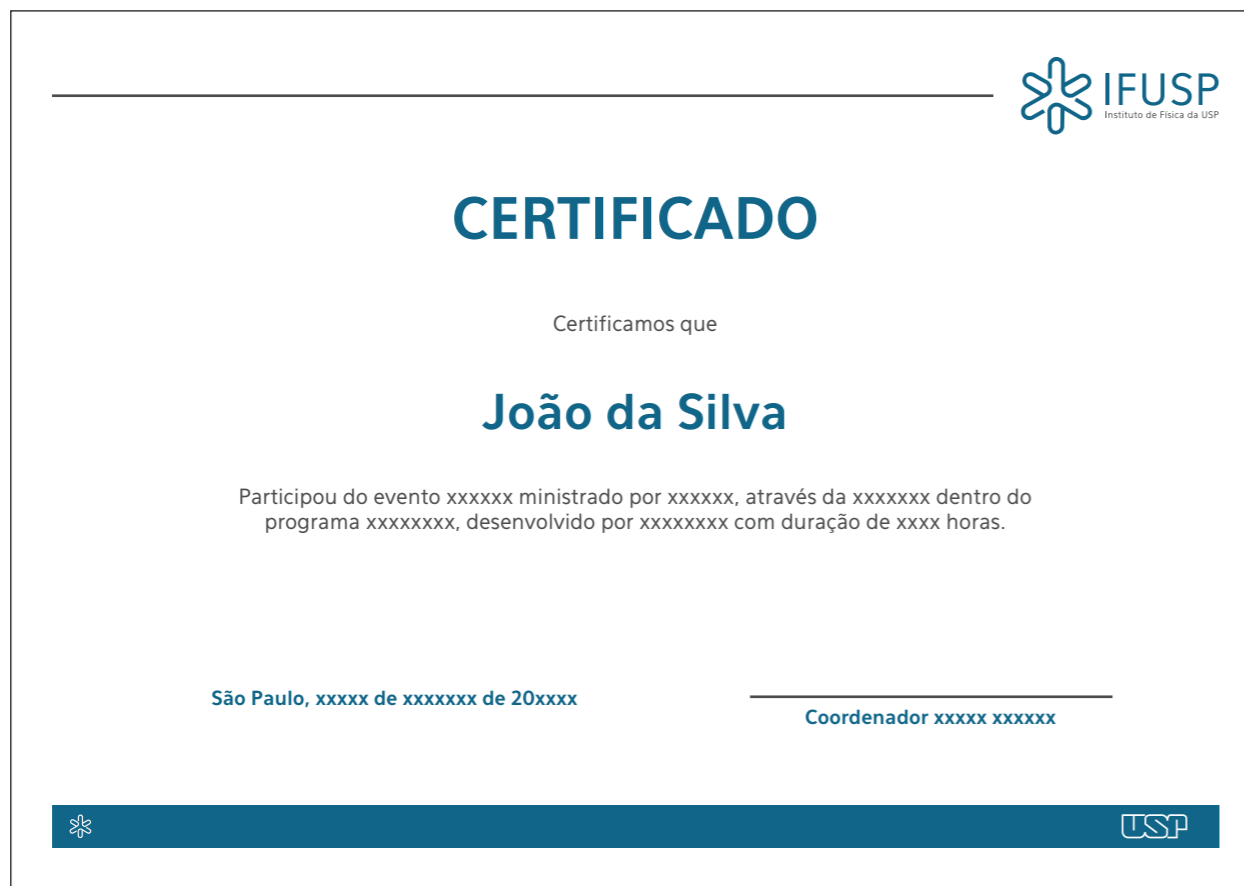 IFUSP
Instituto de Física da USP
CERTIFICADO
Certificamos que
João da Silva
Participou do evento xxxxxx ministrado por xxxxxx, através da xxxxxxx dentro do
programa xxxxxxxx, desenvolvido por xxxxxxxx com duração de xxxx horas.
São Paulo, xxxxx de xxxxxxx de 20xxxx
Coordenador xxxxx xxxxxx
USP